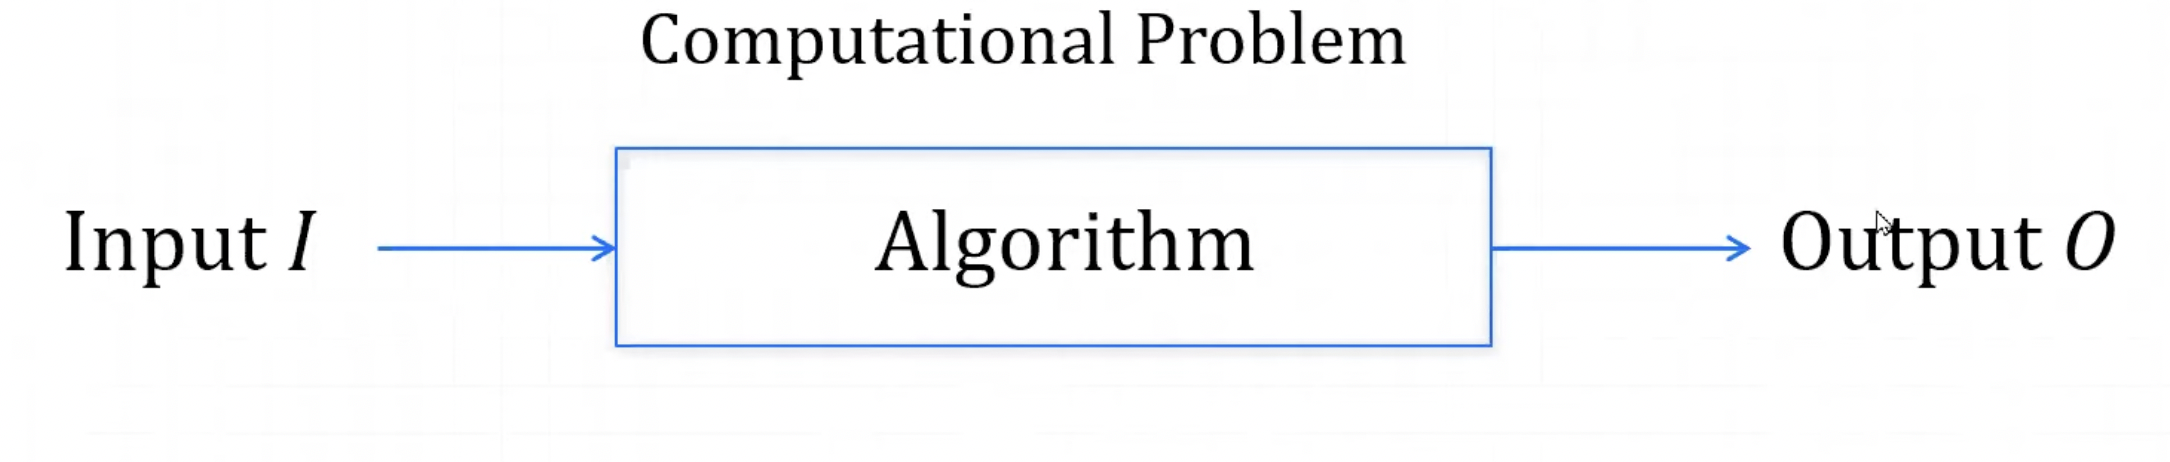 Computational Problem
Input I
Algorithm
Output O